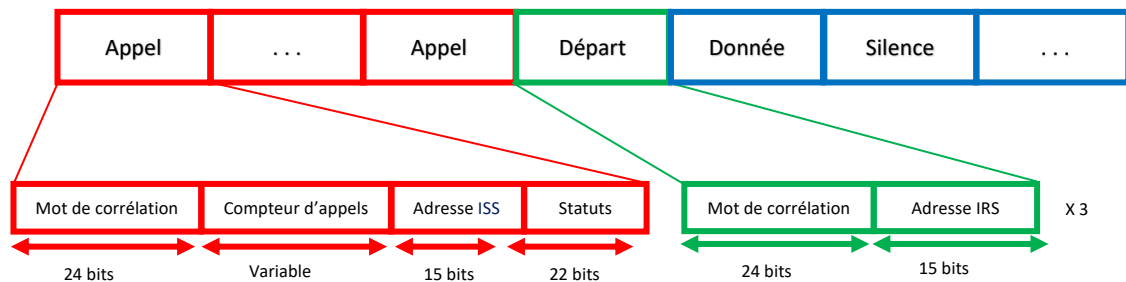 Appel . . . Appel Départ Donnée Silence . . .
Mot de corrélation Compteur d'appels Adresse ISS Statuts Mot de corrélation Adresse IRS X 3
24 bits Variable 15 bits 22 bits 24 bits 15 bits